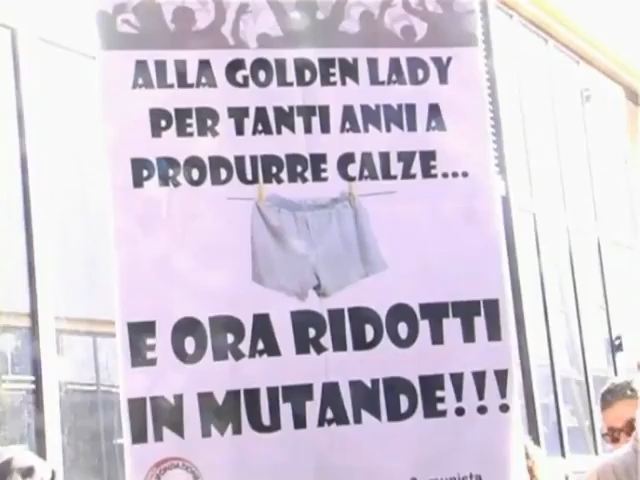 ALLA GOLDEN LADY
PER TANTI ANNI A
PRODURRE CALZE...
E ORA RIDOTTI
IN MUTANDE!!!